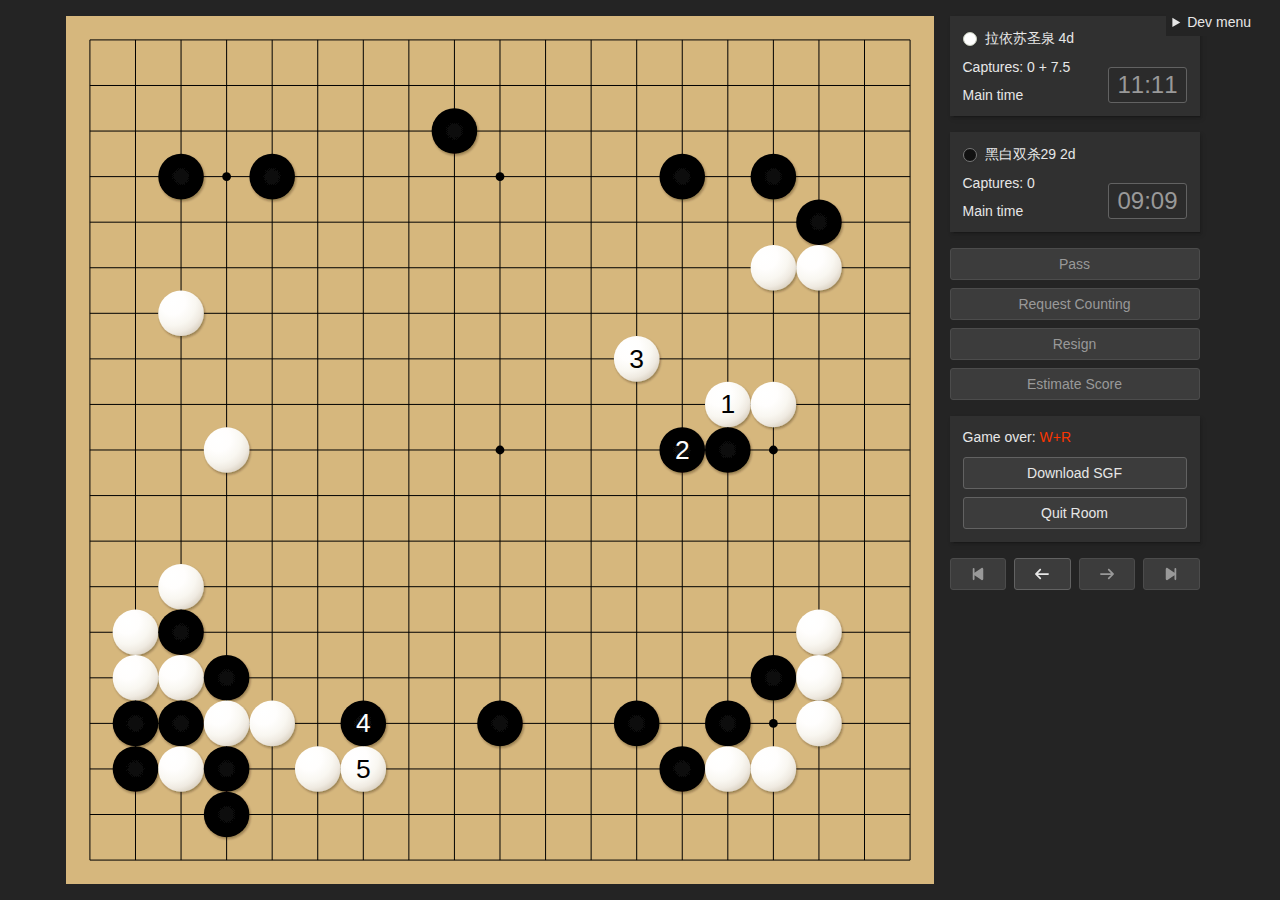 Dev menu
拉依苏圣泉 4d
Captures: 0 + 7.5
11:11
Main time
黑白双杀29 2d
Captures: 0
09:09
Main time
Pass
Request Counting
Resign
Estimate Score
Game over: W+R
Download SGF
Quit Room
3
1
2
4
5